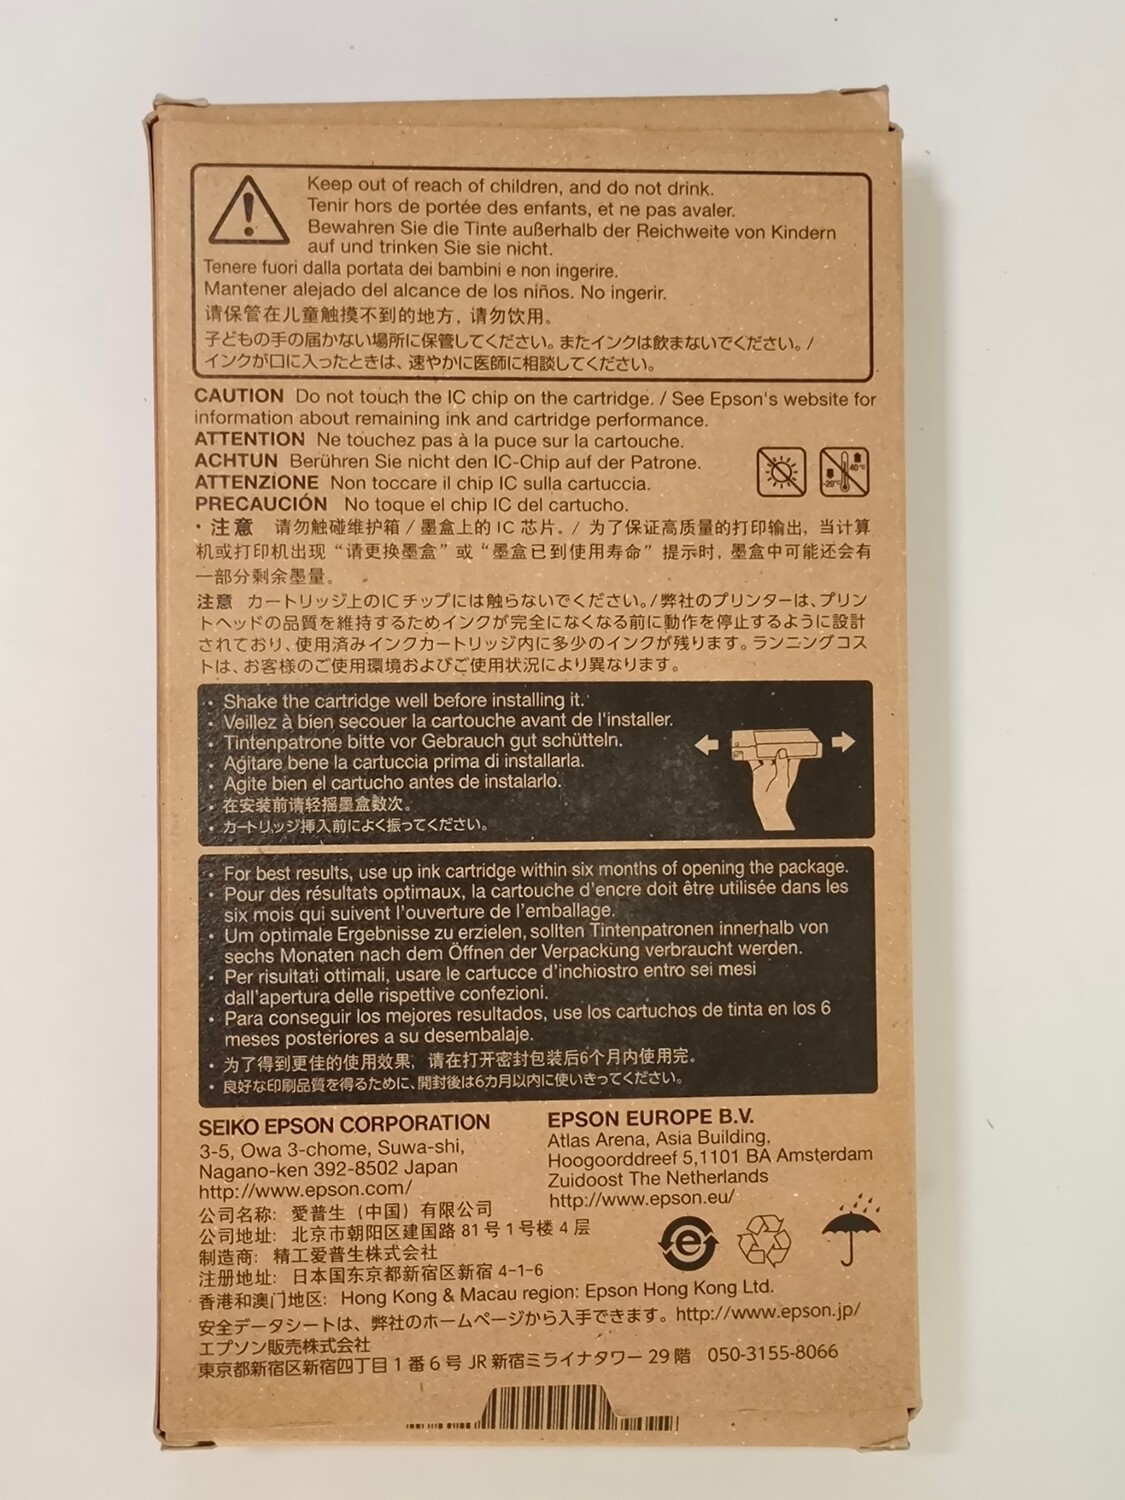 Keep out of reach of children, and do not drink.
Tenir hors de portée des enfants, et ne pas avaler.
Bewahren Sie die Tinte außerhalb der Reichweite von Kindern
auf und trinken Sie sie nicht.
Tenere fuori dalla portata dei bambini e non ingerire.
Mantener alejado del alcance de los niños. No ingerir.
请保管在儿童触摸不到的地方，请勿饮用。
子どもの手の届かない場所に保管してください。またインクは飲まないでください。/
インクが口に入ったときは、速やかに医師に相談してください。
CAUTION Do not touch the IC chip on the cartridge. / See Epson's website for
information about remaining ink and cartridge performance.
ATTENTION Ne touchez pas à la puce sur la cartouche.
ACHTUN Berühren Sie nicht den IC-Chip auf der Patrone.
ATTENZIONE Non toccare il chip IC sulla cartuccia.
PRECAUCIÓN No toque el chip IC del cartucho.
40°C
-20°C
・注意 请勿触碰维护箱 / 墨盒上的 IC 芯片。/ 为了保证高质量的打印输出，当计算
机或打印机出现“请更换墨盒”或“墨盒已到使用寿命”提示时，墨盒中可能还会有
一部分剩余墨量。
注意 カートリッジ上のICチップには触らないでください。/弊社のプリンターは、プリン
トヘッドの品質を維持するためインクが完全になくなる前に動作を停止するように設計
されており、使用済みインクカートリッジ内に多少のインクが残ります。ランニングコス
トは、お客様のご使用環境およびご使用状況により異なります。
・ Shake the cartridge well before installing it.
・ Veillez à bien secouer la cartouche avant de l'installer.
・ Tintenpatrone bitte vor Gebrauch gut schütteln.
・ Agitare bene la cartuccia prima di installarla.
・ Agite bien el cartucho antes de instalarlo.
・ 在安装前请轻摇墨盒数次。
・ カートリッジ挿入前によく振ってください。
・ For best results, use up ink cartridge within six months of opening the package.
・ Pour des résultats optimaux, la cartouche d'encre doit être utilisée dans les
six mois qui suivent l'ouverture de l'emballage.
・ Um optimale Ergebnisse zu erzielen, sollten Tintenpatronen innerhalb von
sechs Monaten nach dem Öffnen der Verpackung verbraucht werden.
・ Per risultati ottimali, usare le cartucce d'inchiostro entro sei mesi
dall'apertura delle rispettive confezioni.
・ Para conseguir los mejores resultados, use los cartuchos de tinta en los 6
meses posteriores a su desembalaje.
・ 为了得到更佳的使用效果，请在打开密封包装后6个月内使用完。
・ 良好な印刷品質を得るために、開封後は6カ月以内に使いきってください。
SEIKO EPSON CORPORATION
3-5, Owa 3-chome, Suwa-shi,
Nagano-ken 392-8502 Japan
http://www.epson.com/
EPSON EUROPE B.V.
Atlas Arena, Asia Building,
Hoogoorddreef 5,1101 BA Amsterdam
Zuidoost The Netherlands
http://www.epson.eu/
公司名称: 爱普生（中国）有限公司
公司地址: 北京市朝阳区建国路 81 号 1 号楼 4 层
制造商: 精工爱普生株式会社
注册地址: 日本国东京都新宿区新宿 4-1-6
香港和澳门地区: Hong Kong & Macau region: Epson Hong Kong Ltd.
安全データシートは、弊社のホームページから入手できます。http://www.epson.jp/
エプソン販売株式会社
東京都新宿区新宿四丁目 1 番 6 号 JR 新宿ミライナタワー 29 階 050-3155-8066